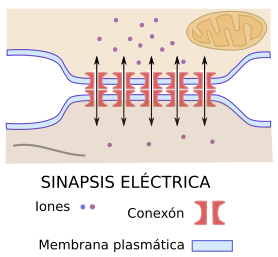 SINAPSIS ELÉCTRICA
Iones
Conexón
Membrana plasmática